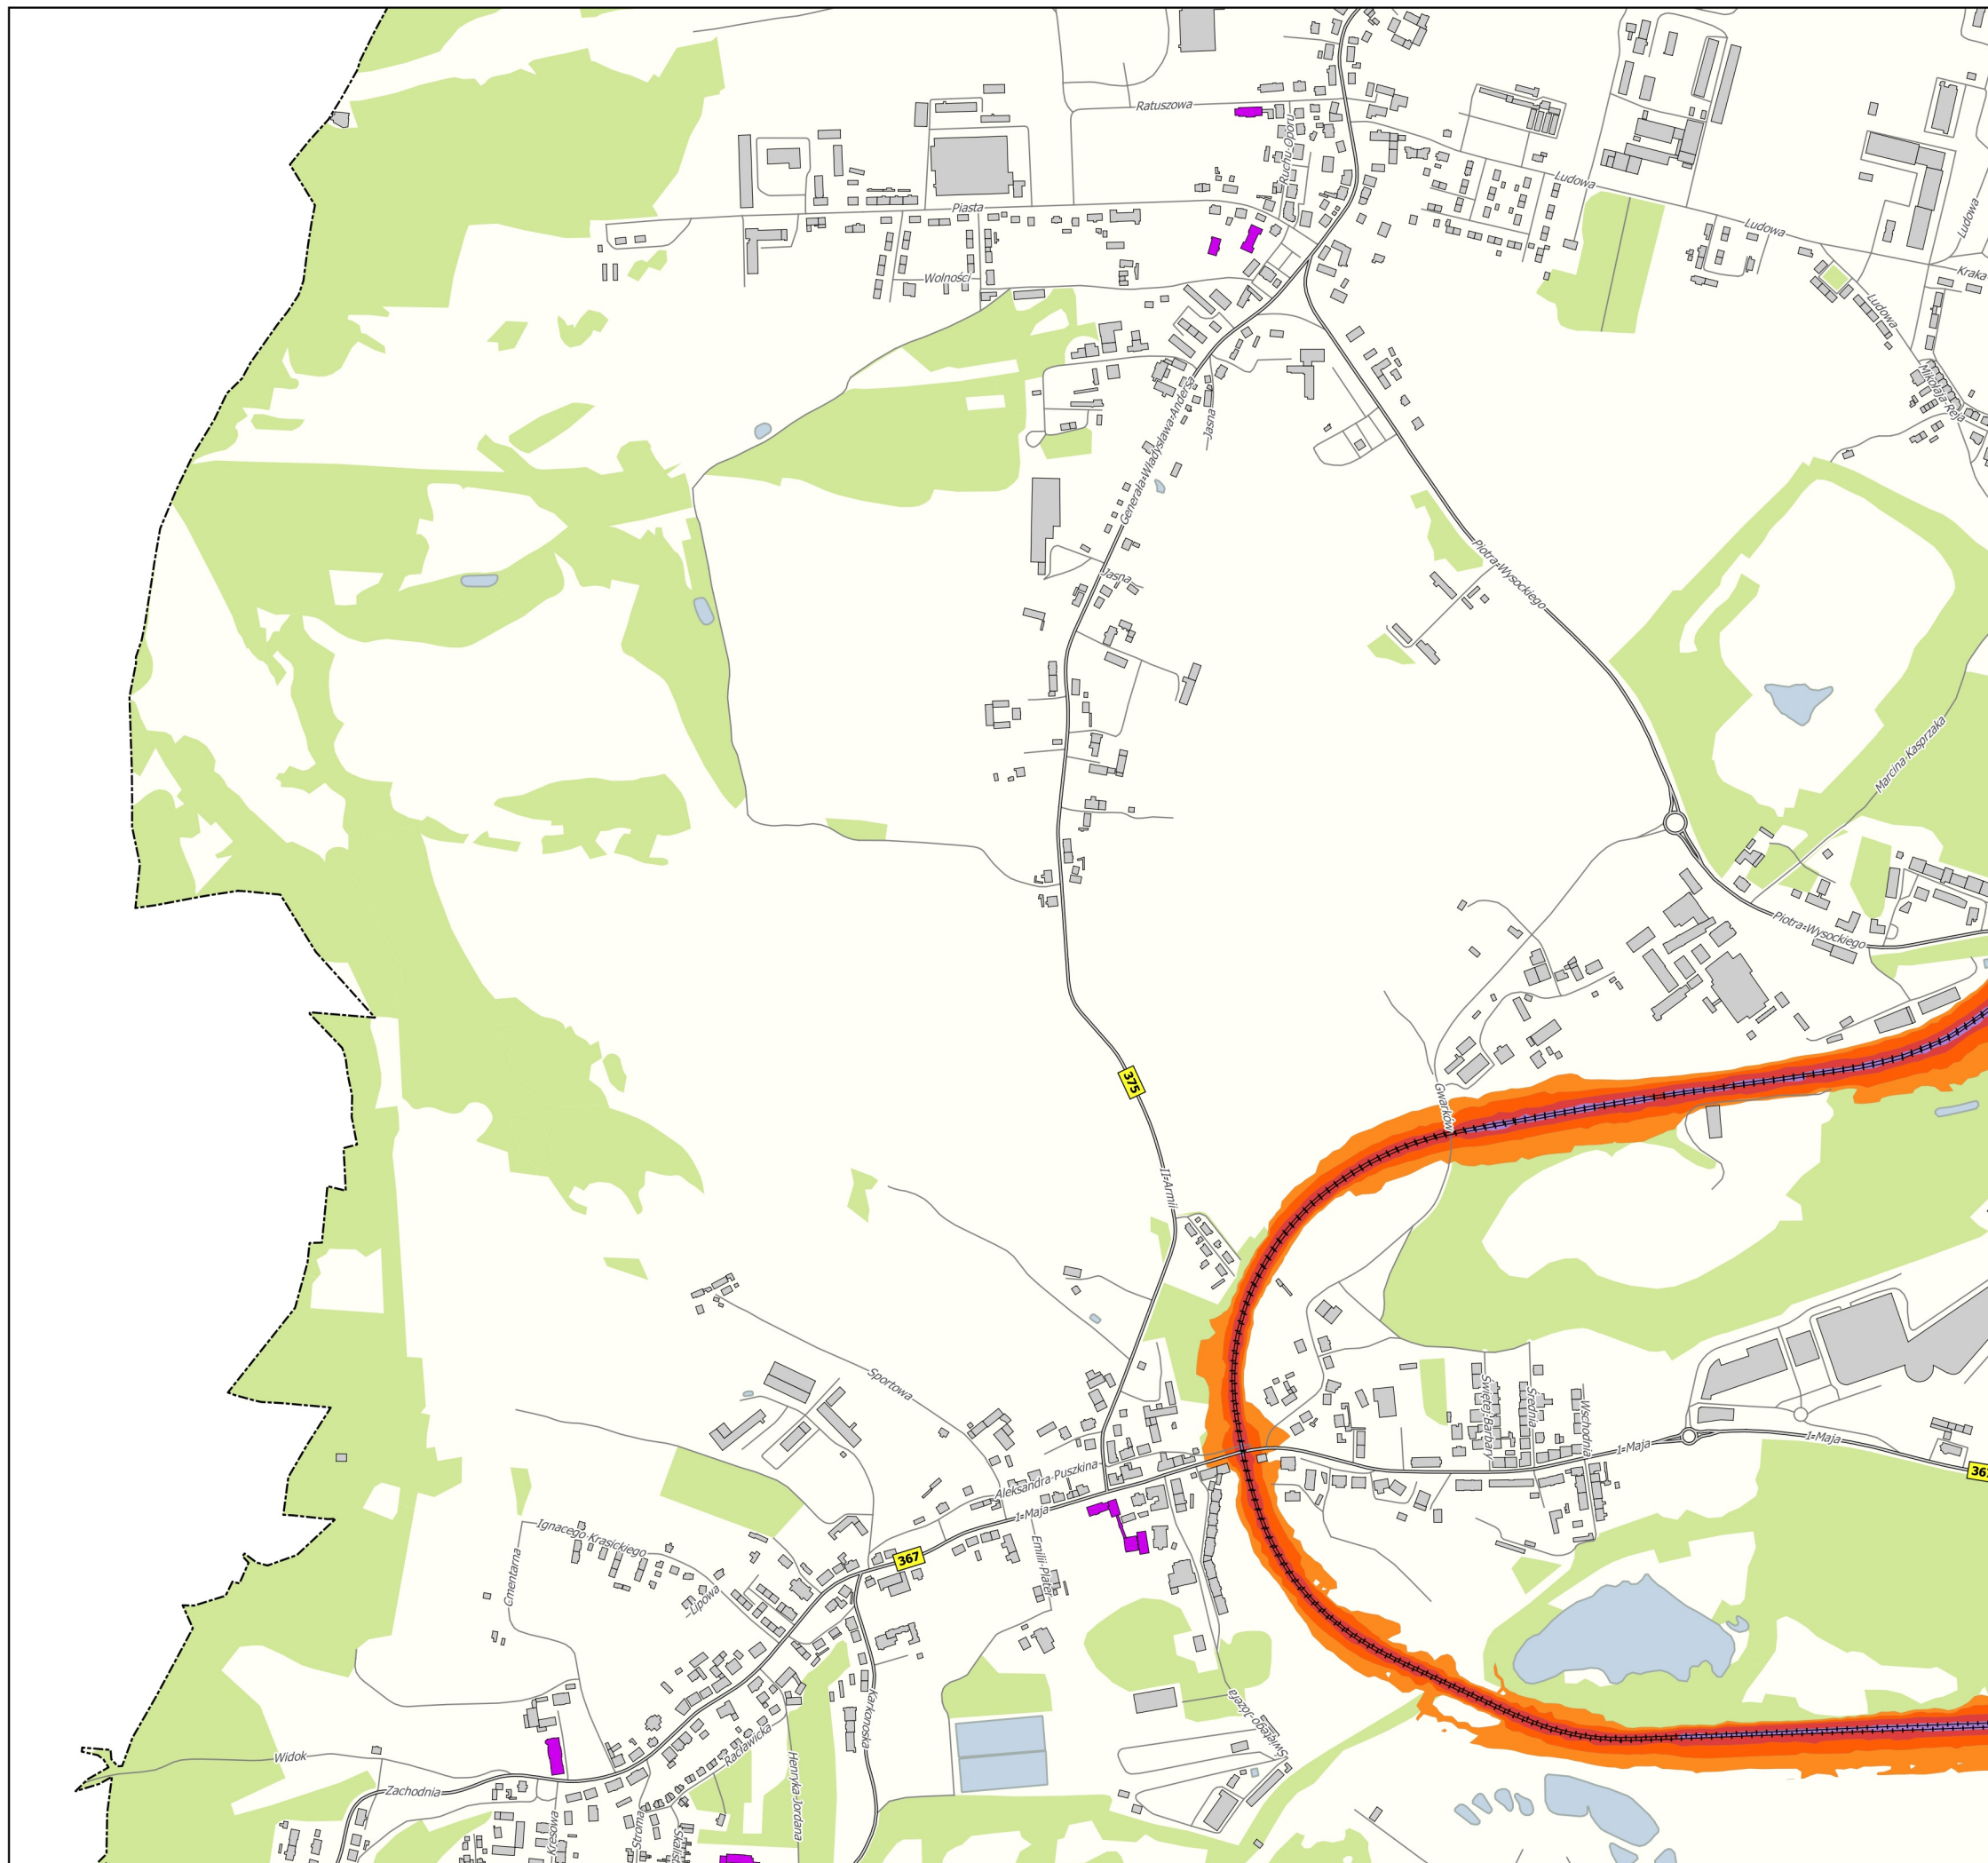 Ratuszowa
Ruchu Oporu
Ludowa
Piasta
Ludowa
Ludowa
Wolności
Ludowa
Mikołaja Reja
Jasna
Generała Władysława Anders
Piotra Wysockiego
Jasna
Marcina Kasprzaka
Piotra Wysockiego
375
Gwarków
II Armii
Sportowa
Świętej Barbary
Średnia
Wschodnia
1 Maja
1 Maja
Aleksandra Puszkina
1 Maja
Ignacego Krasickiego
Emilii Plater
367
Cmentarna
Lipowa
Karkonoska
Świętego Józefa
Racławicka
Widok
Henryka Jordana
Zachodnia
Kresowa
Stroma